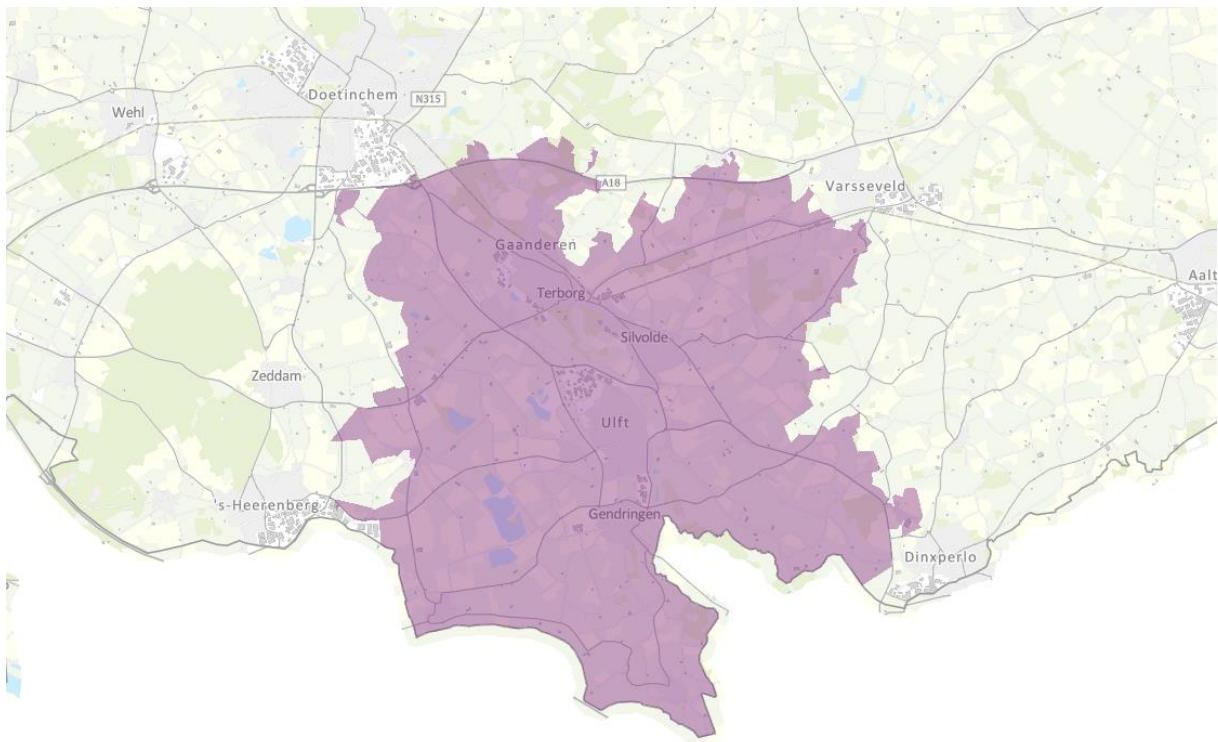 Doetinchem
N315
Wehl
A18
Varsseveld
Gaanderen
Aalt
Terborg
Silvolde
Zeddam
Ulft
's-Heerenberg
Gendringen
Dinxperlo